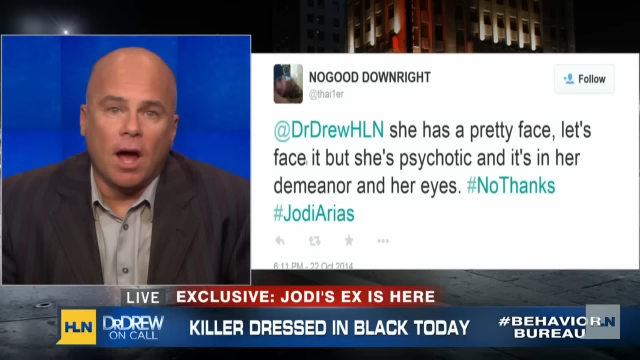 NOGOOD DOWNRIGHT
@thai1er
Follow
@DrDrewHLN she has a pretty face, let's
face it but she's psychotic and it's in her
demeanor and her eyes. #NoThanks
#JodiArias
6:11 PM - 22 Oct 2014
LIVE EXCLUSIVE: JODI'S EX IS HERE
HLN DR.DREW ON CALL KILLER DRESSED IN BLACK TODAY #BEHAVIOR BUREAU
HLN